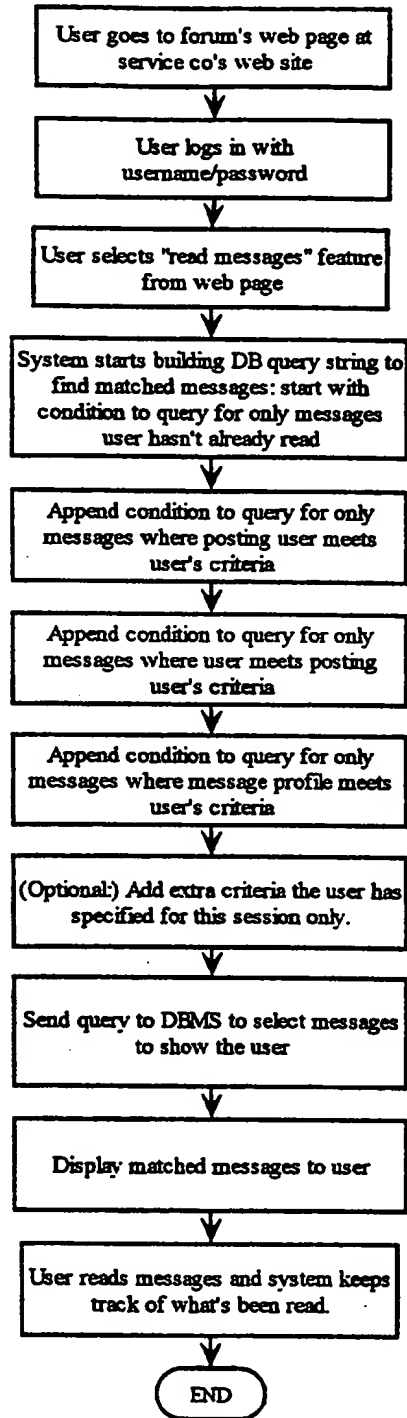 User goes to forum's web page at
service co's web site
User logs in with
username/password
User selects "read messages" feature
from web page
System starts building DB query string to
find matched messages: start with
condition to query for only messages
user hasn't already read
Append condition to query for only
messages where posting user meets
user's criteria
Append condition to query for only
messages where user meets posting
user's criteria
Append condition to query for only
messages where message profile meets
user's criteria
(Optional:) Add extra criteria the user has
specified for this session only.
Send query to DBMS to select messages
to show the user
Display matched messages to user
User reads messages and system keeps
track of what's been read.
END